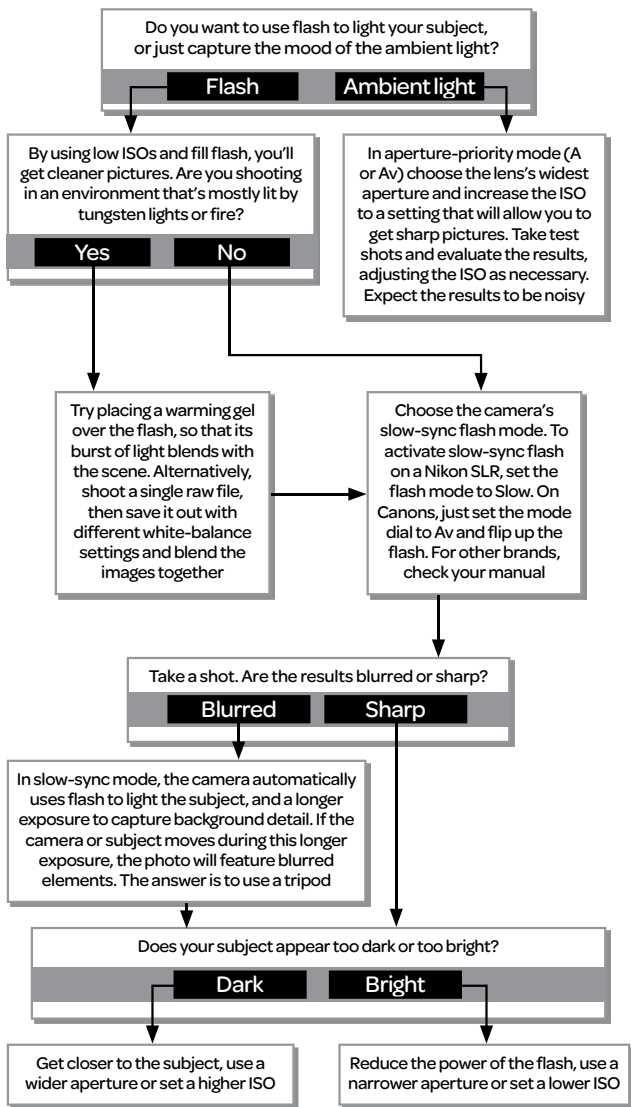 Do you want to use flash to light your subject,
or just capture the mood of the ambient light?
Flash
Ambient light
By using low ISOs and fill flash, you'll
get cleaner pictures. Are you shooting
in an environment that's mostly lit by
tungsten lights or fire?
Yes
No
In aperture-priority mode (A
or Av) choose the lens's widest
aperture and increase the ISO
to a setting that will allow you to
get sharp pictures. Take test
shots and evaluate the results,
adjusting the ISO as necessary.
Expect the results to be noisy
Try placing a warming gel
over the flash, so that its
burst of light blends with
the scene. Alternatively,
shoot a single raw file,
then save it out with
different white-balance
settings and blend the
images together
Choose the camera's
slow-sync flash mode. To
activate slow-sync flash
on a Nikon SLR, set the
flash mode to Slow. On
Canons, just set the mode
dial to Av and flip up the
flash. For other brands,
check your manual
Take a shot. Are the results blurred or sharp?
Blurred
Sharp
In slow-sync mode, the camera automatically
uses flash to light the subject, and a longer
exposure to capture background detail. If the
camera or subject moves during this longer
exposure, the photo will feature blurred
elements. The answer is to use a tripod
Does your subject appear too dark or too bright?
Dark
Bright
Get closer to the subject, use a
wider aperture or set a higher ISO
Reduce the power of the flash, use a
narrower aperture or set a lower ISO